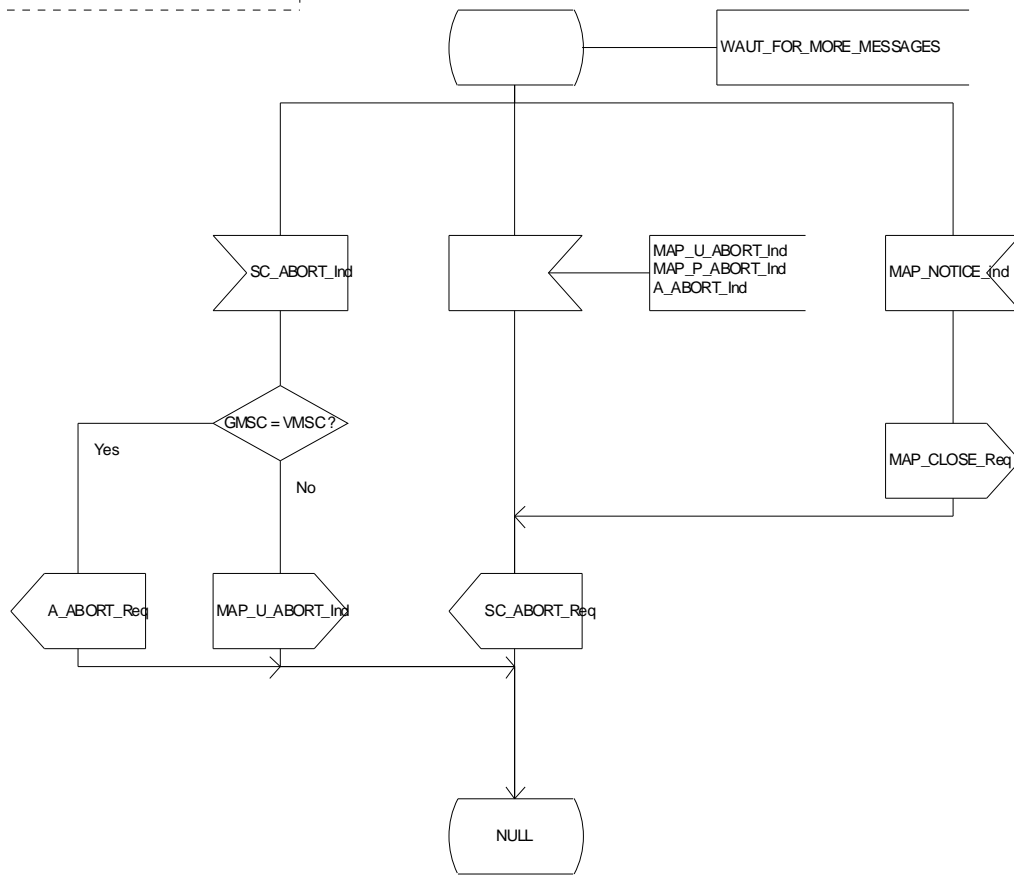 WAUT_FOR_MORE_MESSAGES
SC_ABORT_Ind
MAP_U_ABORT_Ind
MAP_P_ABORT_Ind
A_ABORT_Ind
MAP_NOTICE_Ind
GMSC = VMSC?
Yes
No
MAP_CLOSE_Req
A_ABORT_Req
MAP_U_ABORT_Ind
SC_ABORT_Req
NULL